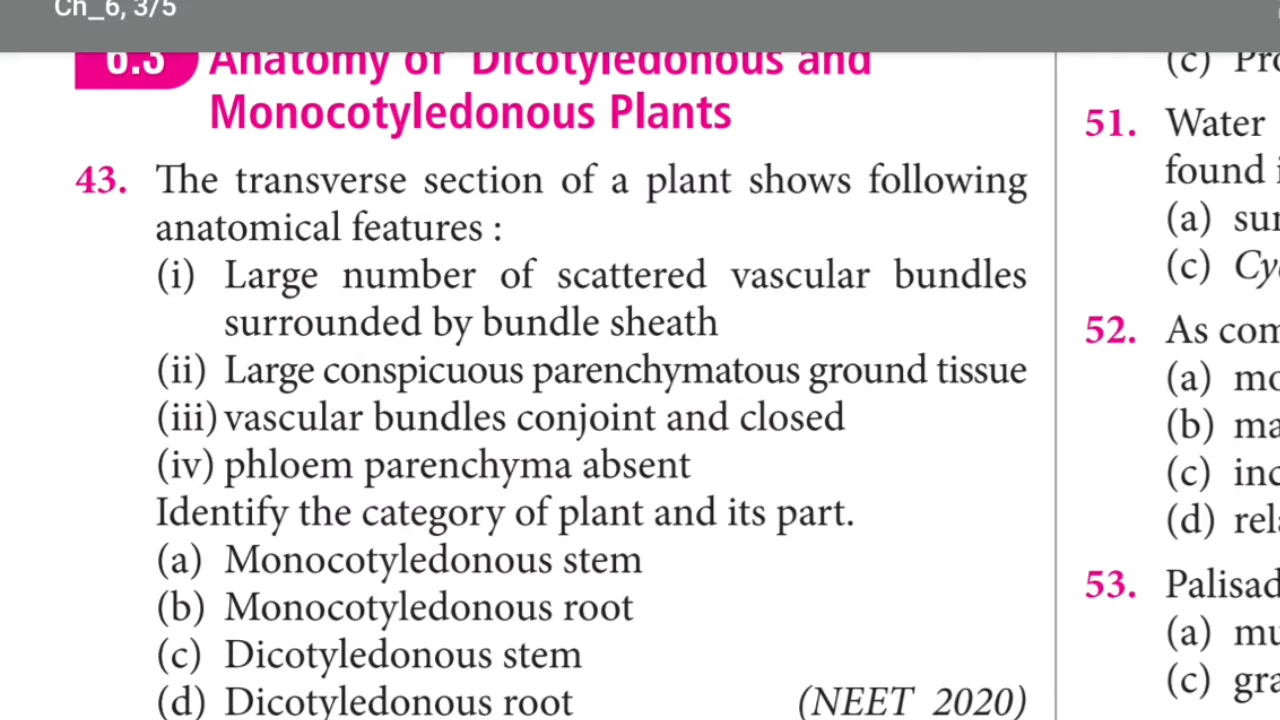 Ch_6, 3/5
6.3 Anatomy of Dicotyledonous and
Monocotyledonous Plants
43. The transverse section of a plant shows following
anatomical features :
(i) Large number of scattered vascular bundles
surrounded by bundle sheath
(ii) Large conspicuous parenchymatous ground tissue
(iii) vascular bundles conjoint and closed
(iv) phloem parenchyma absent
Identify the category of plant and its part.
(a) Monocotyledonous stem
(b) Monocotyledonous root
(c) Dicotyledonous stem
(d) Dicotyledonous root (NEET 2020)
(c)
51. Water
found
(a)
(c)
52. As
(a)
(b)
(c)
(d)
53.
(a)
(c)